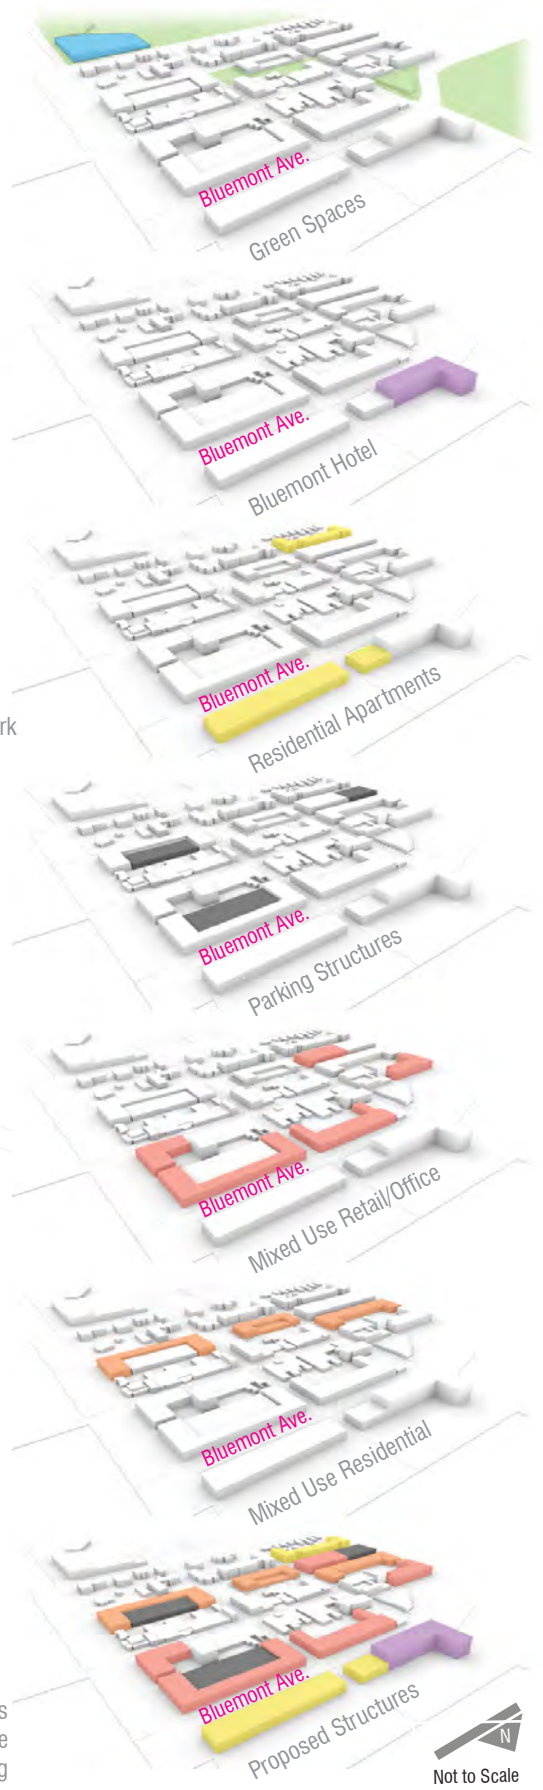 Bluemont Ave.
Green Spaces
Bluemont Ave.
Bluemont Hotel
Bluemont Ave.
Residential Apartments
rk
Bluemont Ave.
Parking Structures
Bluemont Ave.
Mixed Use Retail/Office
Bluemont Ave.
Mixed Use Residential
Bluemont Ave.
Proposed Structures
s
e
g
N
Not to Scale